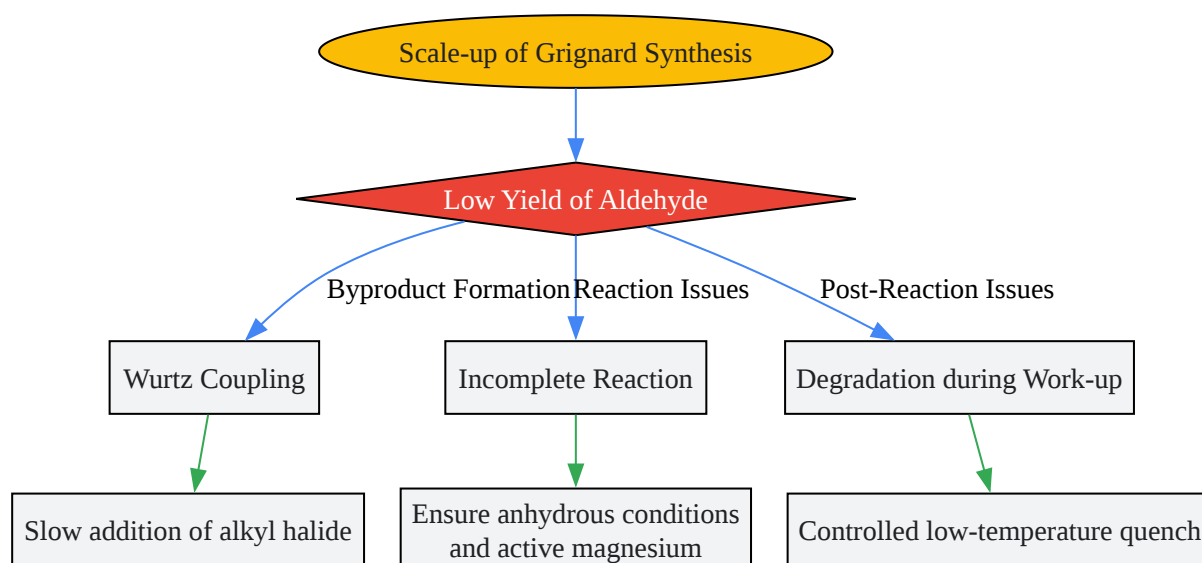 Scale-up of Grignard Synthesis
Low Yield of Aldehyde
Byproduct Formation
Reaction Issues
Post-Reaction Issues
Wurtz Coupling
Incomplete Reaction
Degradation during Work-up
Slow addition of alkyl halide
Ensure anhydrous conditions
and active magnesium
Controlled low-temperature quench